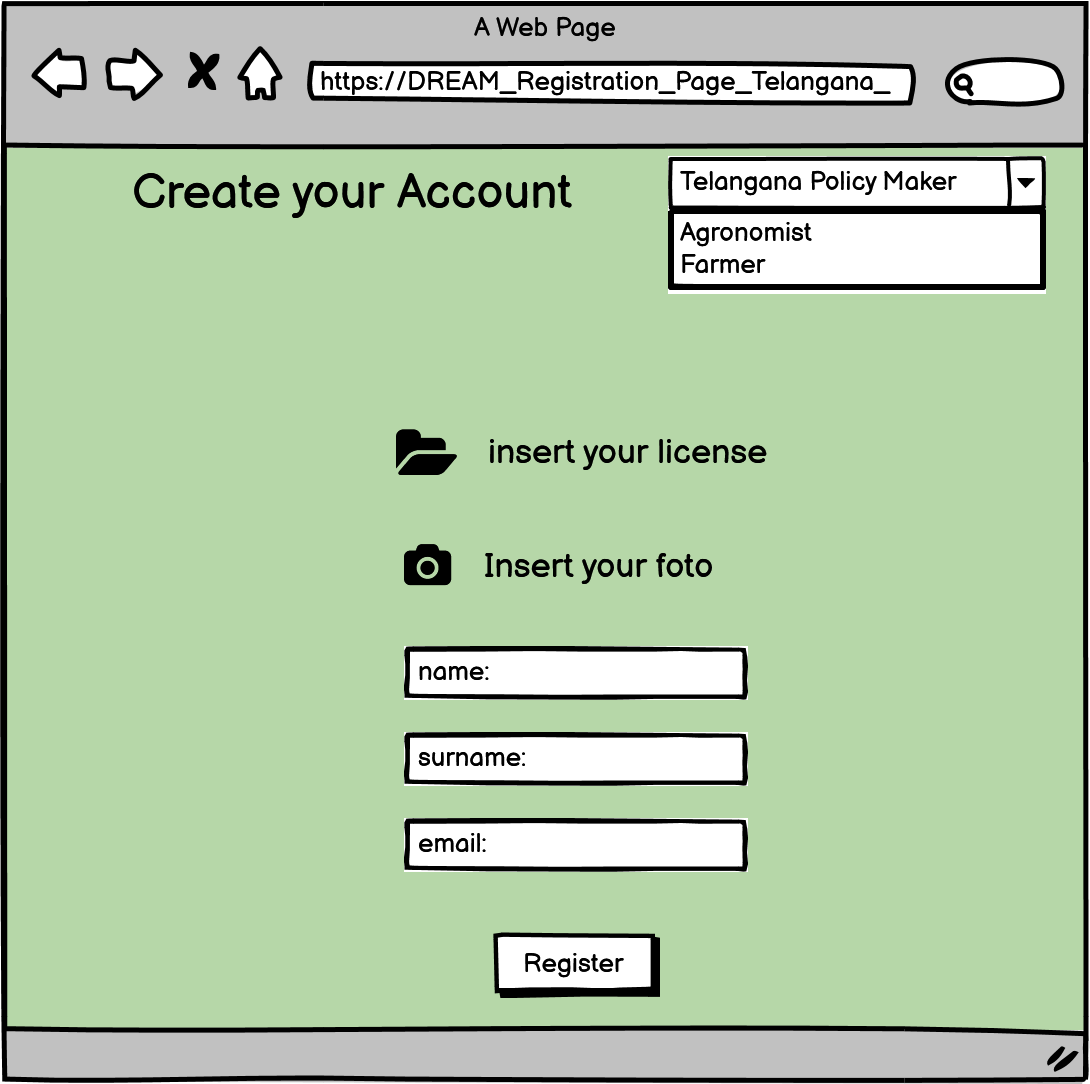 A Web Page
https://DREAM_Registration_Page_Telangana_
Create your Account
Telangana Policy Maker
Agronomist
Farmer
insert your license
Insert your foto
name:
surname:
email:
Register